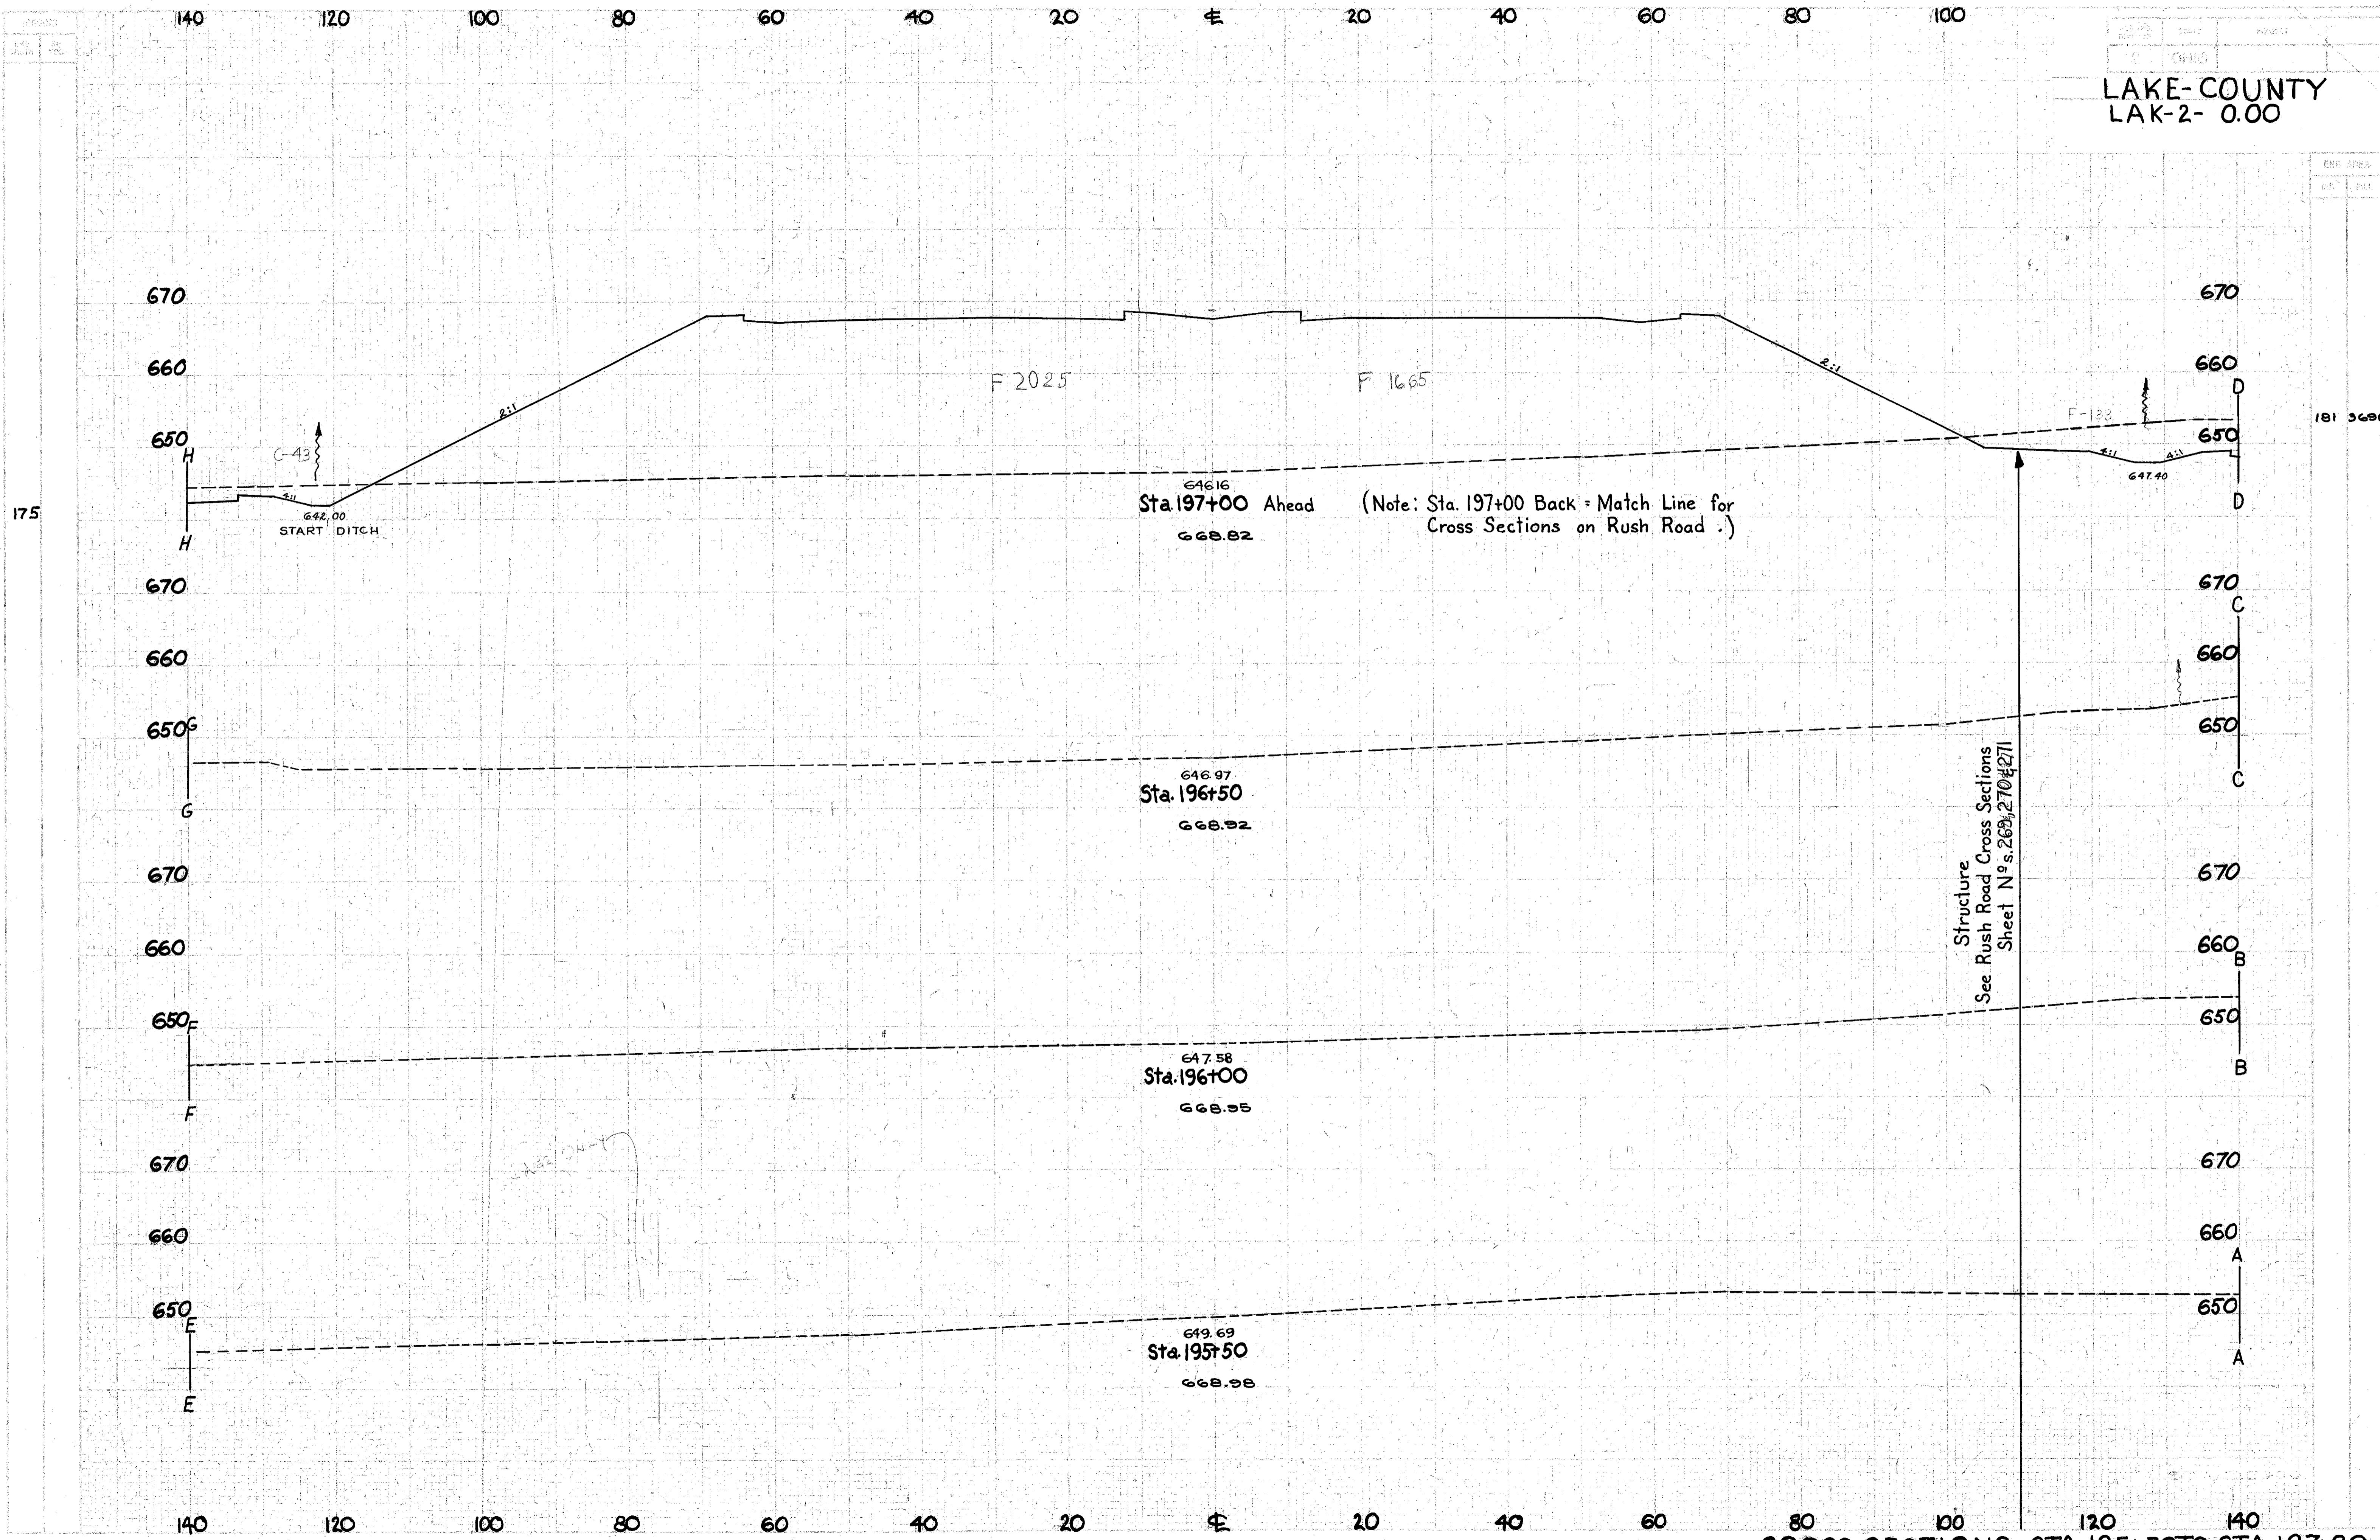 140 120 100 80 60 40 20 ℄ 20 40 60 80 100
OHIO
LAKE-COUNTY
LAK-2- 0.00
670 670
660 660
D
F 2025 F 1665
2:1 2:1
F-133
181
650 650
H
C-43
4:1 4:1 4:1
647.40
646.16
642.00
START DITCH
Sta.197+00 Ahead (Note: Sta. 197+00 Back = Match Line for
Cross Sections on Rush Road .)
175
D
668.82
H
670 670
C
660 660
650 650
G
646.97
Sta.196+50
C
G
668.92
Structure
See Rush Road Cross Sections
670 670
660 660
B
650 650
F
647.58
Sta.196+00
B
668.95
F
670 670
660 660
A
650 650
E
649.69
Sta.195+50
A
668.98
E
140 120 100 80 60 40 20 ℄ 20 40 60 80 100 120 140